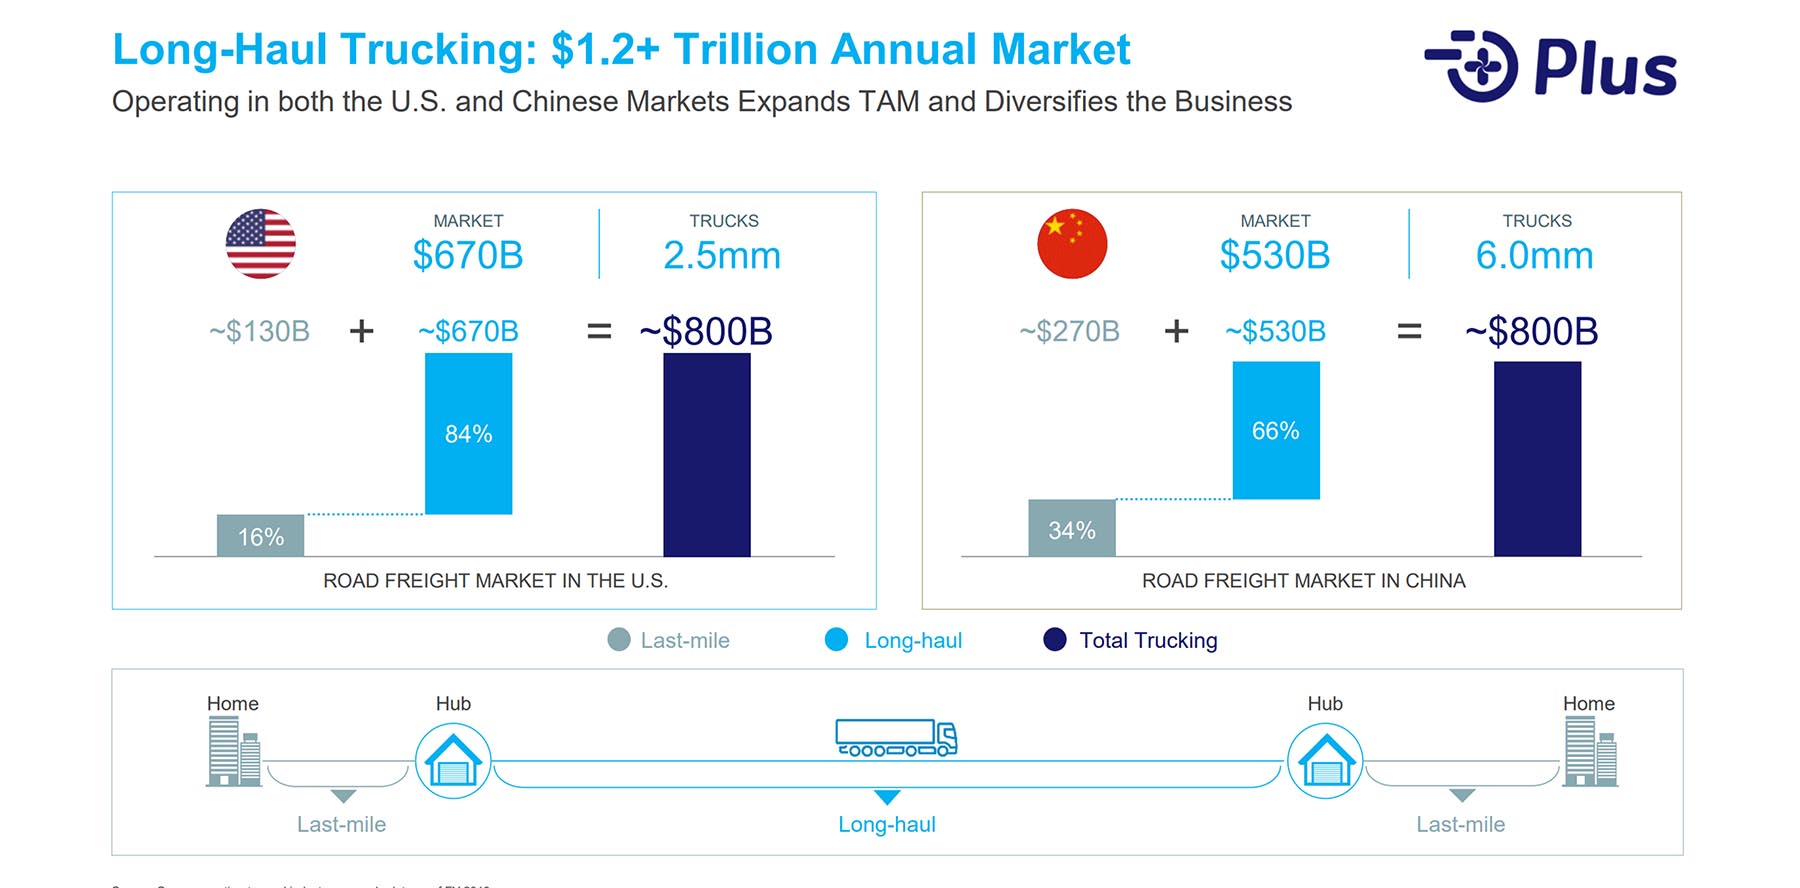 Long-Haul Trucking: $1.2+ Trillion Annual Market
Plus
Operating in both the U.S. and Chinese Markets Expands TAM and Diversifies the Business
MARKET
TRUCKS
$670B
2.5mm
~$130B + ~$670B = ~$800B
84%
16%
ROAD FREIGHT MARKET IN THE U.S.
MARKET
TRUCKS
$530B
6.0mm
~$270B + ~$530B = ~$800B
66%
34%
ROAD FREIGHT MARKET IN CHINA
Last-mile
Long-haul
Total Trucking
Home
Hub
Hub
Home
Last-mile
Long-haul
Last-mile